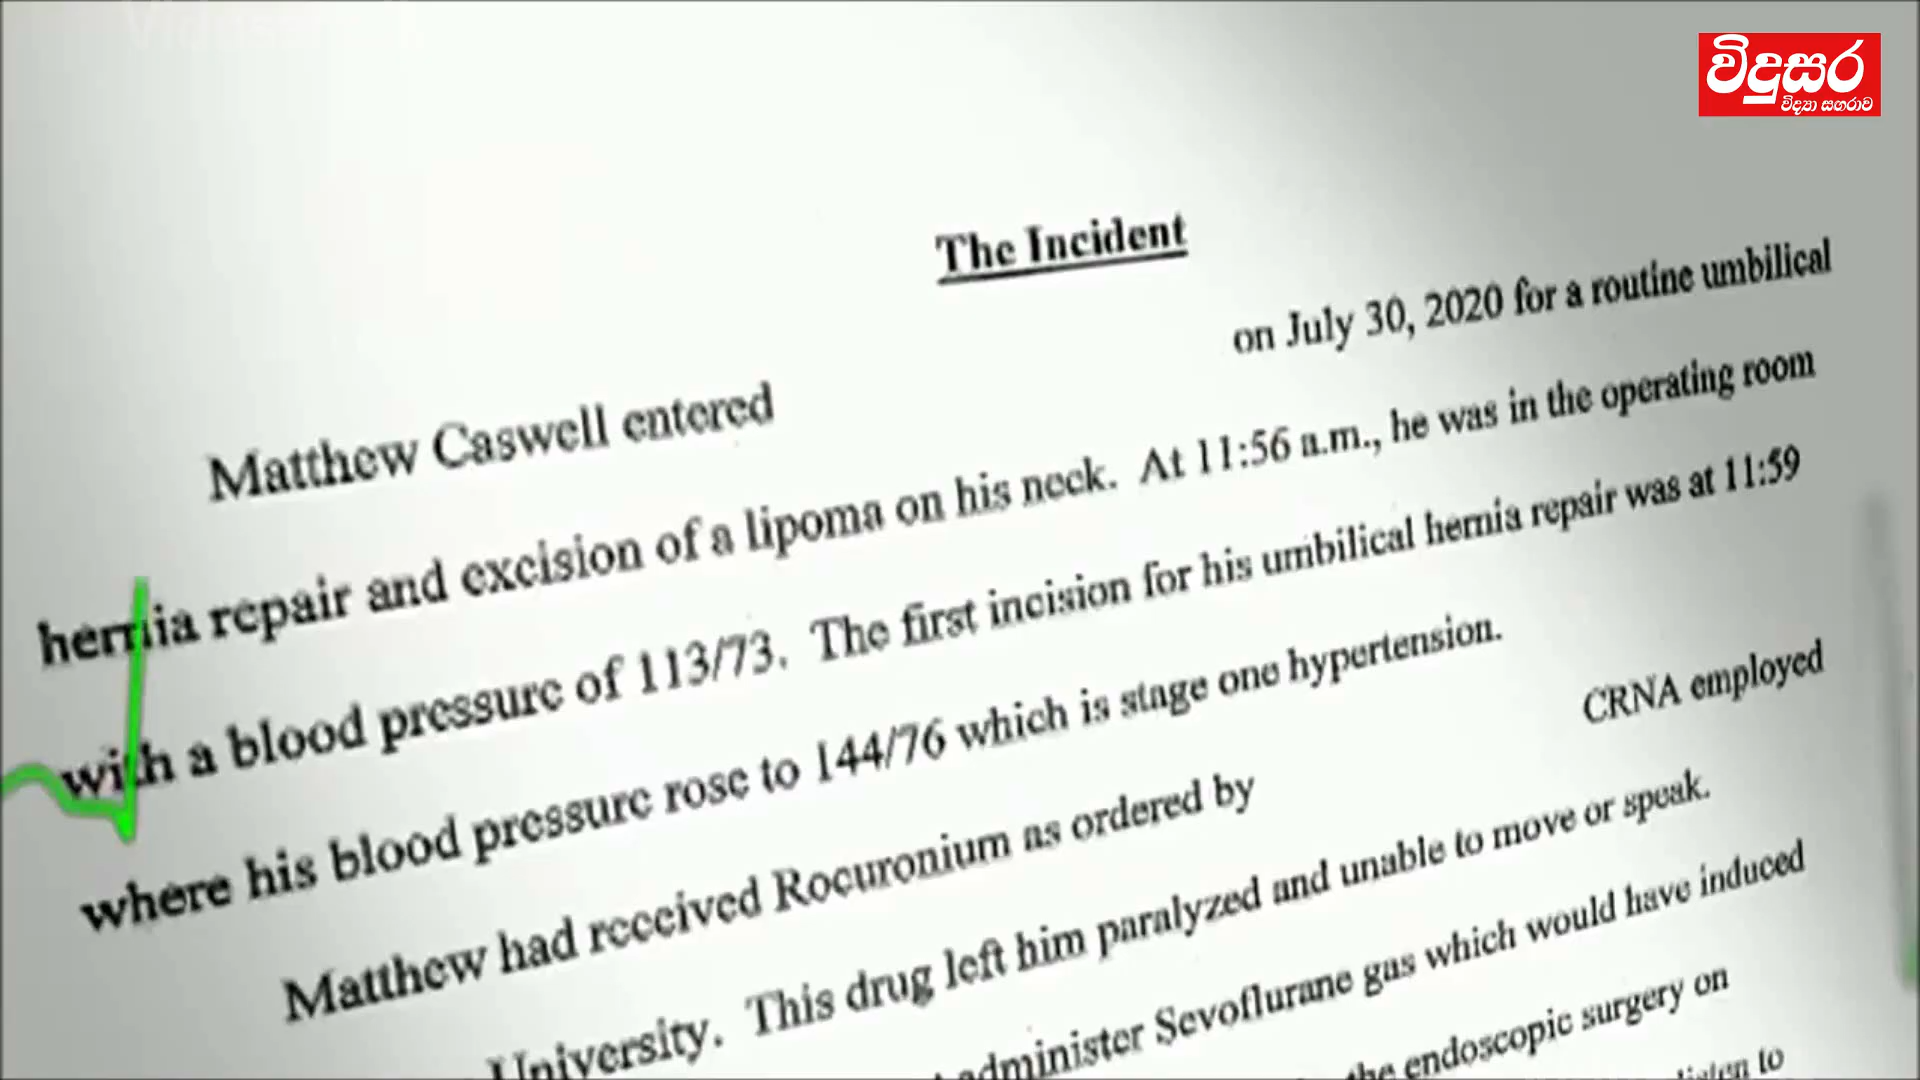 විදුසර
විද්‍යා සඟරාව
The Incident
Matthew Caswell entered on July 30, 2020 for a routine umbilical
hernia repair and excision of a lipoma on his neck. At 11:56 a.m., he was in the operating room
with a blood pressure of 113/73. The first incision for his umbilical hernia repair was at 11:59
where his blood pressure rose to 144/76 which is stage one hypertension.
Matthew had received Rocuronium as ordered by CRNA employed
University. This drug left him paralyzed and unable to move or speak.
administer Sevoflurane gas which would have induced
the endoscopic surgery on
listen to